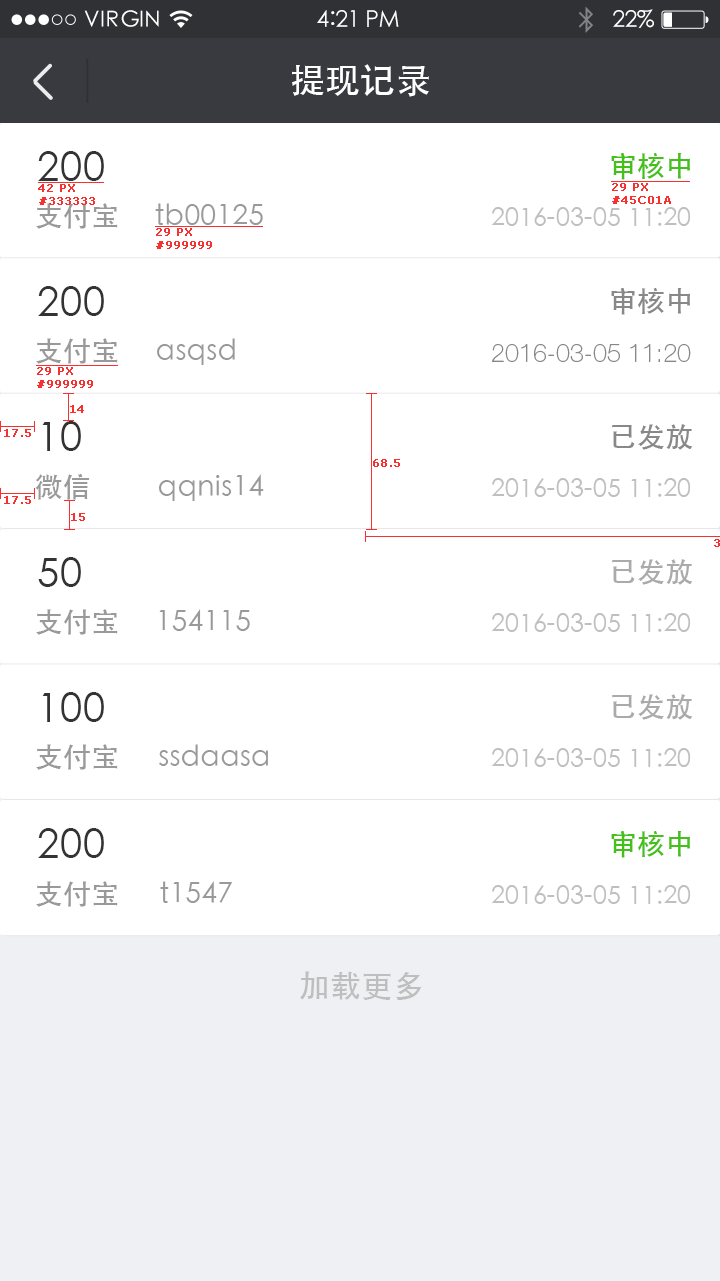 VIRGIN 4:21 PM 22%
提现记录
200 审核中
42 PX 29 PX
#333333 #45C01A
支付宝 tb00125 2016-03-05 11:20
29 PX
#999999
200 审核中
支付宝 asqsd 2016-03-05 11:20
29 PX
#999999
14
17.5 10 已发放
68.5
17.5 微信 qqnis14 2016-03-05 11:20
15
3
50 已发放
支付宝 154115 2016-03-05 11:20
100 已发放
支付宝 ssdaasa 2016-03-05 11:20
200 审核中
支付宝 t1547 2016-03-05 11:20
加载更多